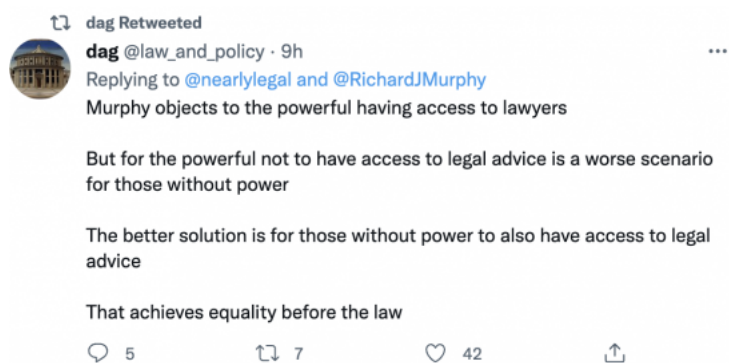 dag Retweeted
dag @law_and_policy · 9h
Replying to @nearlylegal and @RichardJMurphy
Murphy objects to the powerful having access to lawyers
But for the powerful not to have access to legal advice is a worse scenario
for those without power
The better solution is for those without power to also have access to legal
advice
That achieves equality before the law
5 7 42